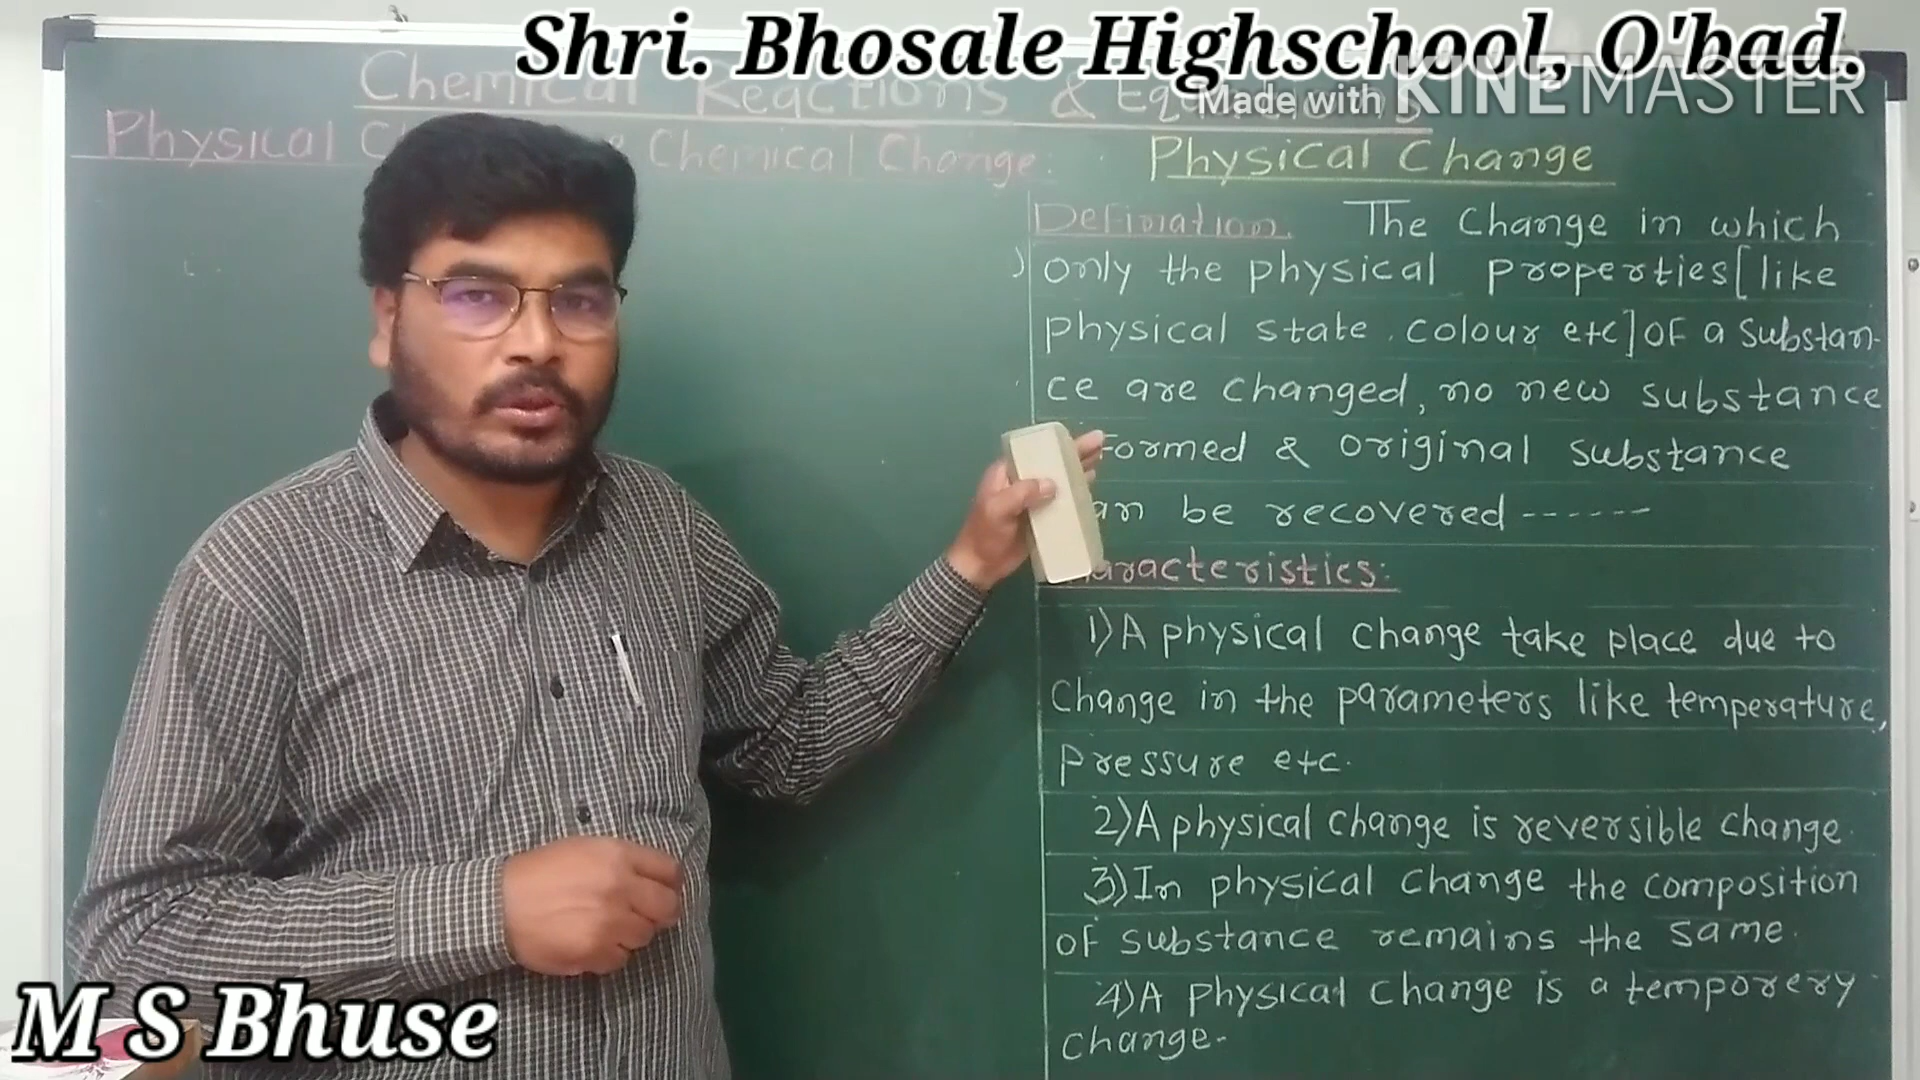 Shri. Bhosale Highschool, O'bad.
Made with KINEMASTER
Chemical Reactions &
Physical & Chemical Change:
Physical Change
Defination. The Change in which
only the physical properties [like
physical state, colour etc] of a substan-
ce are changed, no new substance
Formed & original substance
be recovered ------
Characteristics:
1) A physical change take place due to
Change in the parameters like temperature,
pressure etc.
2) A physical change is reversible change.
3) In physical change the composition
of substance remains the same.
4) A physical change is a temporery
change.
M S Bhuse